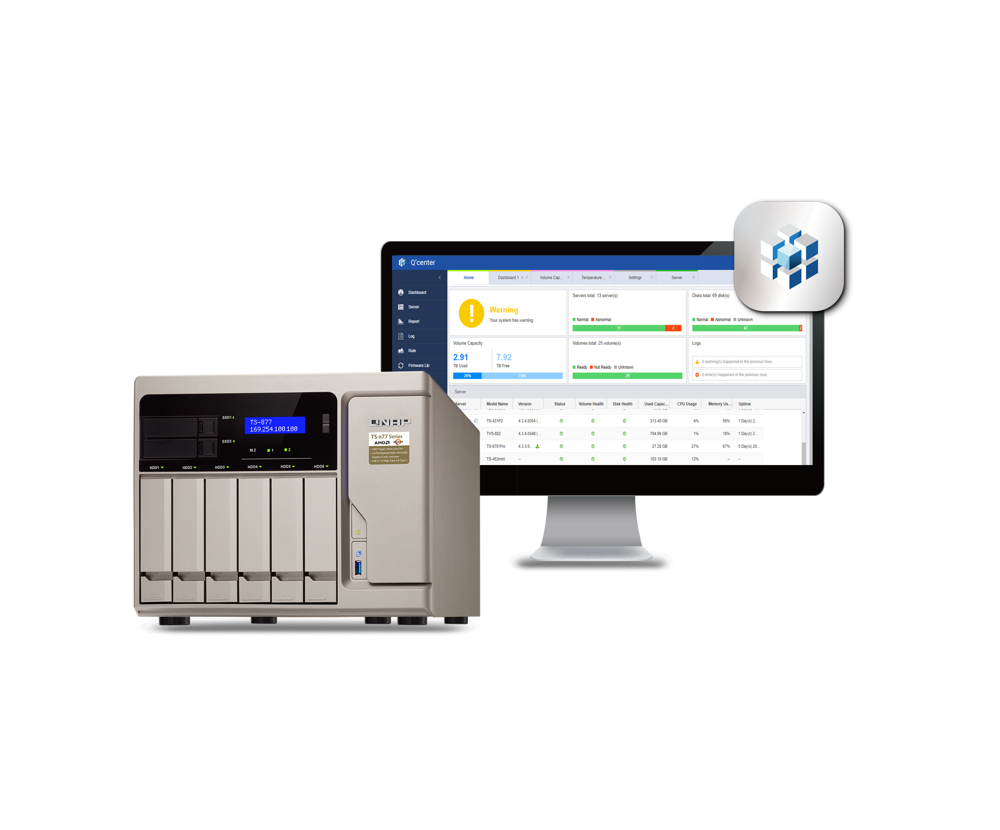 Q'center
Home
Dashboard 1
Volume Cap...
Temperature...
Settings
Server
Dashboard
Server
Report
Log
Rule
Firmware Lib
Warning
Your system has warning
Servers total: 13 server(s)
Normal Abnormal
11 2
Disks total: 69 disk(s)
Normal Abnormal Unknown
67 2
Volume Capacity
2.91 7.92
TB Used TB Free
26% 74%
Volumes total: 25 volume(s)
Ready Not Ready Unknown
25
Logs
0 warning(s) happened in the previous hour.
0 error(s) happened in the previous hour.
Server
Server Model Name Version Status Volume Health Disk Health Used Capac... CPU Usage Memory Us... Uptime
TS-431P2 4.3.4.0354 (... 313.40 GB 4% 56% 1 Day(s) 2 ...
TVS-882 4.3.4.0348 (... 784.99 GB 1% 18% 1 Day(s) 2 ...
TS-879 Pro 4.3.3.0... 27.28 GB 27% 67% 5 Day(s) 20...
TS-453mini -- 103.10 GB 12% -- --
SSD1
TS-877
169.254.100.100
SSD2
M.2 1 2
HDD1 HDD2 HDD3 HDD4 HDD5 HDD6
QNAP
TS-x77 Series
AMD RYZEN
• AMD® Ryzen™ Multi-core CPU
• 3 x PCIe Expansion Slots: 40/10 GbE,
Graphics Cards, and more
• USB 3.1 10 Gbps Type-A & Type-C